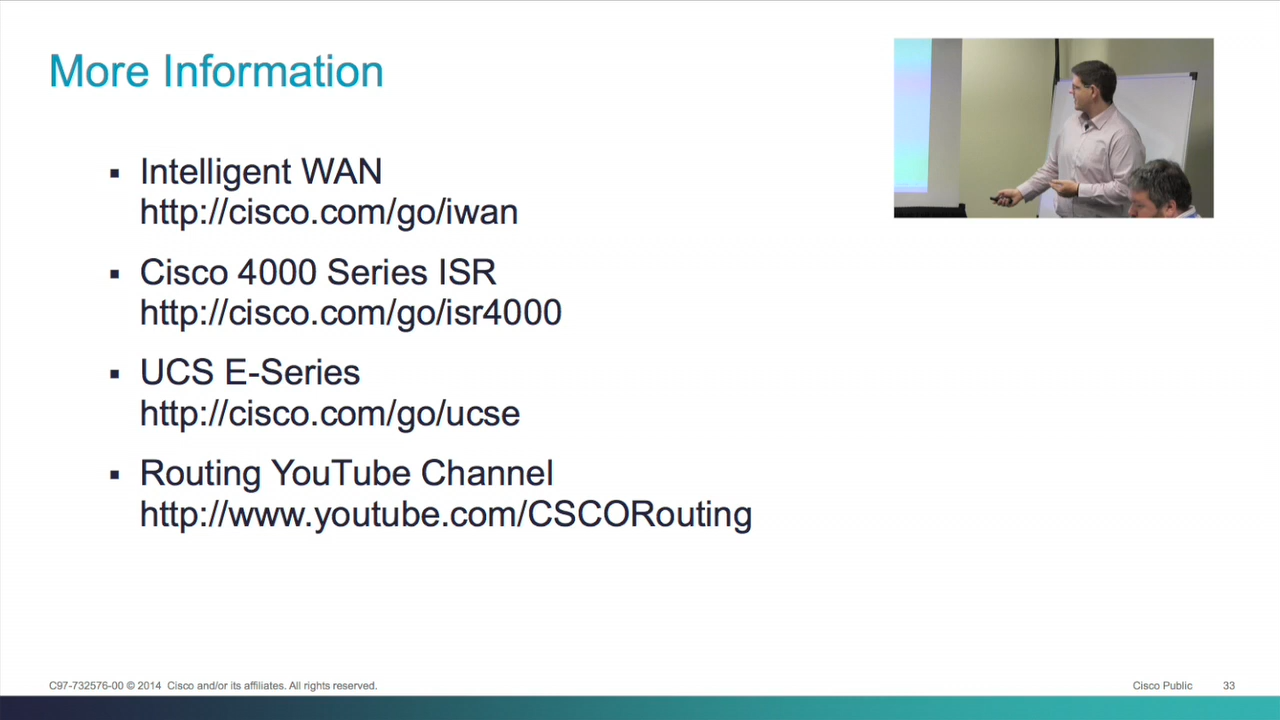 More Information
▪ Intelligent WAN
http://cisco.com/go/iwan
▪ Cisco 4000 Series ISR
http://cisco.com/go/isr4000
▪ UCS E-Series
http://cisco.com/go/ucse
▪ Routing YouTube Channel
http://www.youtube.com/CSCORouting
C97-732576-00 © 2014 Cisco and/or its affiliates. All rights reserved.
Cisco Public 33